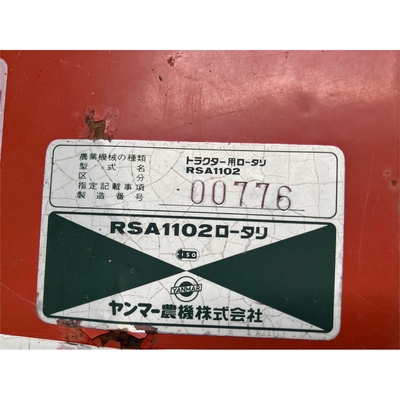 農業機械の種類 トラクター用ロータリ
型式名 RSA1102
区分
指定記載事項
製造番号 00776
RSA1102ロータリ
ISO
YANMAR
ヤンマー農機株式会社